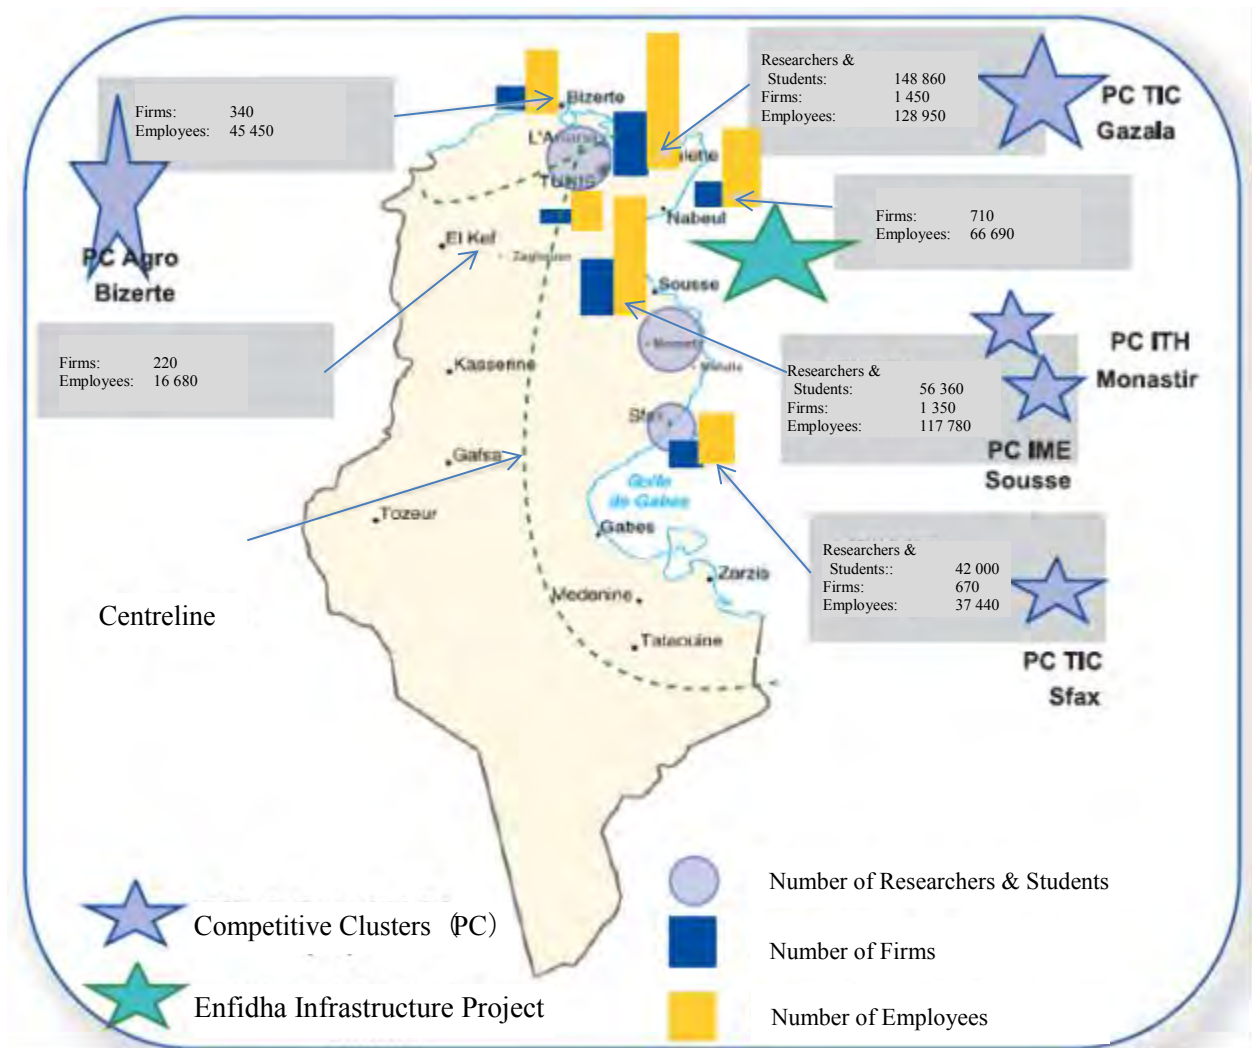 Firms: 340
Employees: 45 450
PC Agro
Bizerte
Firms: 220
Employees: 16 680
Researchers &
Students: 148 860
Firms: 1 450
Employees: 128 950
PC TIC
Gazala
Firms: 710
Employees: 66 690
Researchers &
Students: 56 360
Firms: 1 350
Employees: 117 780
PC ITH
Monastir
PC IME
Sousse
Researchers &
Students:: 42 000
Firms: 670
Employees: 37 440
PC TIC
Sfax
Bizerte
TUNIS
Nabeul
El Kef
Sousse
Kasserine
Gafsa
Golfe
de Gabes
Tozeur
Gabes
Zarzis
Medenine
Tataouine
Centreline
Competitive Clusters (PC)
Enfidha Infrastructure Project
Number of Researchers & Students
Number of Firms
Number of Employees